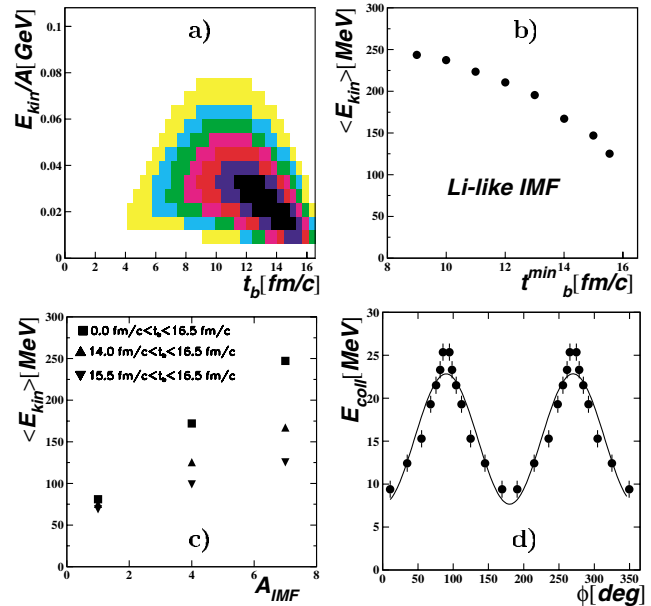 a)
E_kin/A[GeV]
0.1
0.08
0.06
0.04
0.02
0
0 2 4 6 8 10 12 14 16
t_b[fm/c]
b)
<E_kin>[MeV]
300
250
200
150
100
50
0
Li-like IMF
8 10 12 14 16
t^min_b[fm/c]
c)
<E_kin>[MeV]
300
250
200
150
100
50
0
0.0 fm/c<t_b<16.5 fm/c
14.0 fm/c<t_b<16.5 fm/c
15.5 fm/c<t_b<16.5 fm/c
0 2 4 6 8
A_IMF
d)
E_coll[MeV]
30
25
20
15
10
5
0
0 50 100 150 200 250 300 350
ϕ[deg]